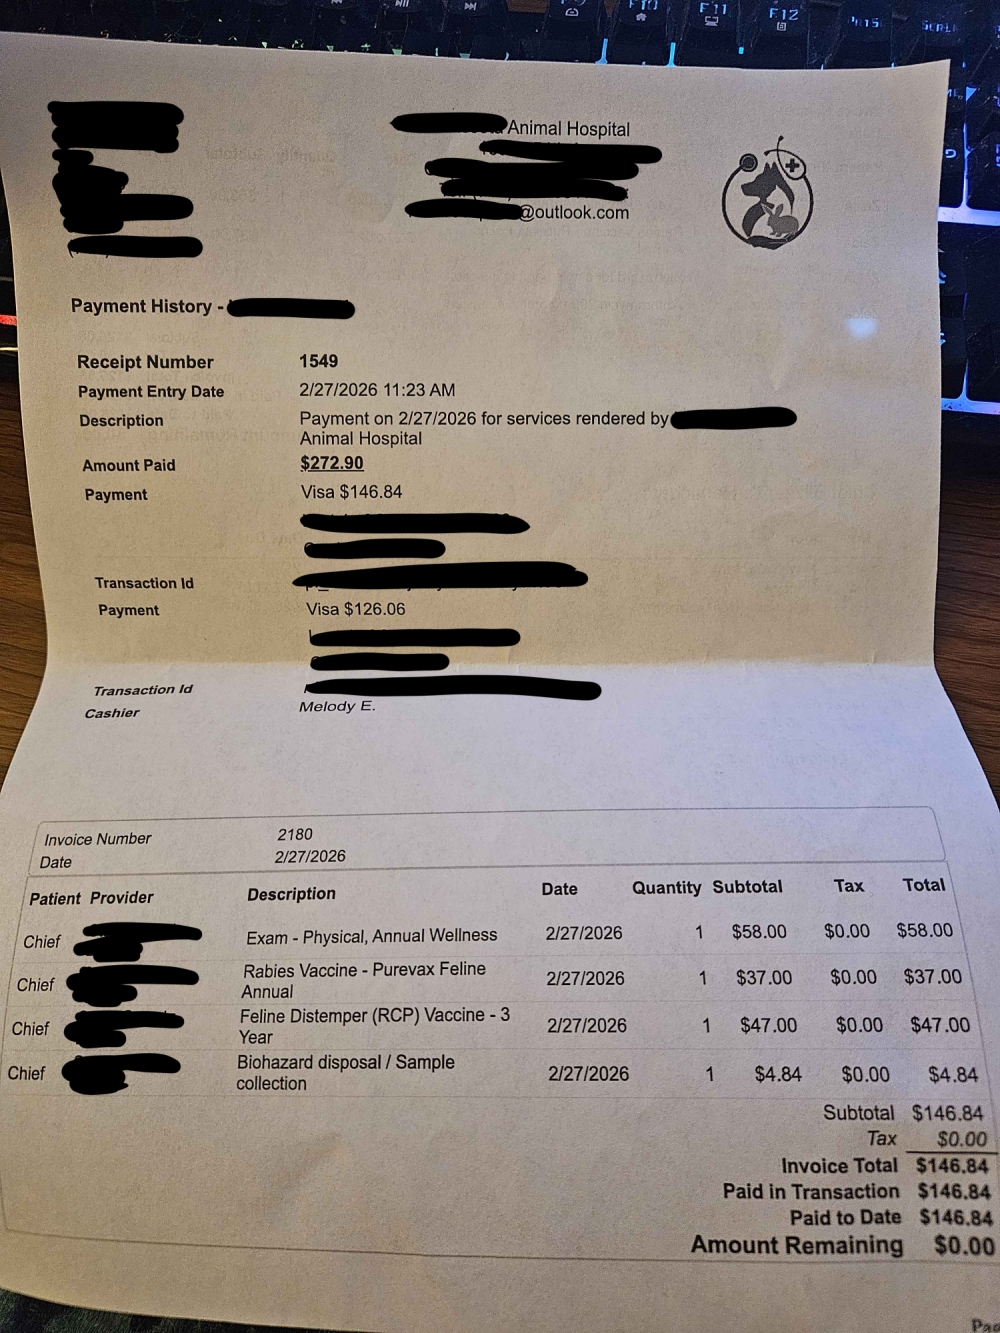 F10
F11
F12
Animal Hospital
@outlook.com
Payment History -
Receipt Number 1549
Payment Entry Date 2/27/2026 11:23 AM
Description Payment on 2/27/2026 for services rendered by
Animal Hospital
Amount Paid $272.90
Payment Visa $146.84
Transaction Id
Payment Visa $126.06
Transaction Id
Cashier Melody E.
Invoice Number 2180
Date 2/27/2026
Patient Provider Description Date Quantity Subtotal Tax Total
Chief Exam - Physical, Annual Wellness 2/27/2026 1 $58.00 $0.00 $58.00
Chief Rabies Vaccine - Purevax Feline 2/27/2026 1 $37.00 $0.00 $37.00
Annual
Chief Feline Distemper (RCP) Vaccine - 3 2/27/2026 1 $47.00 $0.00 $47.00
Year
Chief Biohazard disposal / Sample 2/27/2026 1 $4.84 $0.00 $4.84
collection
Subtotal $146.84
Tax $0.00
Invoice Total $146.84
Paid in Transaction $146.84
Paid to Date $146.84
Amount Remaining $0.00